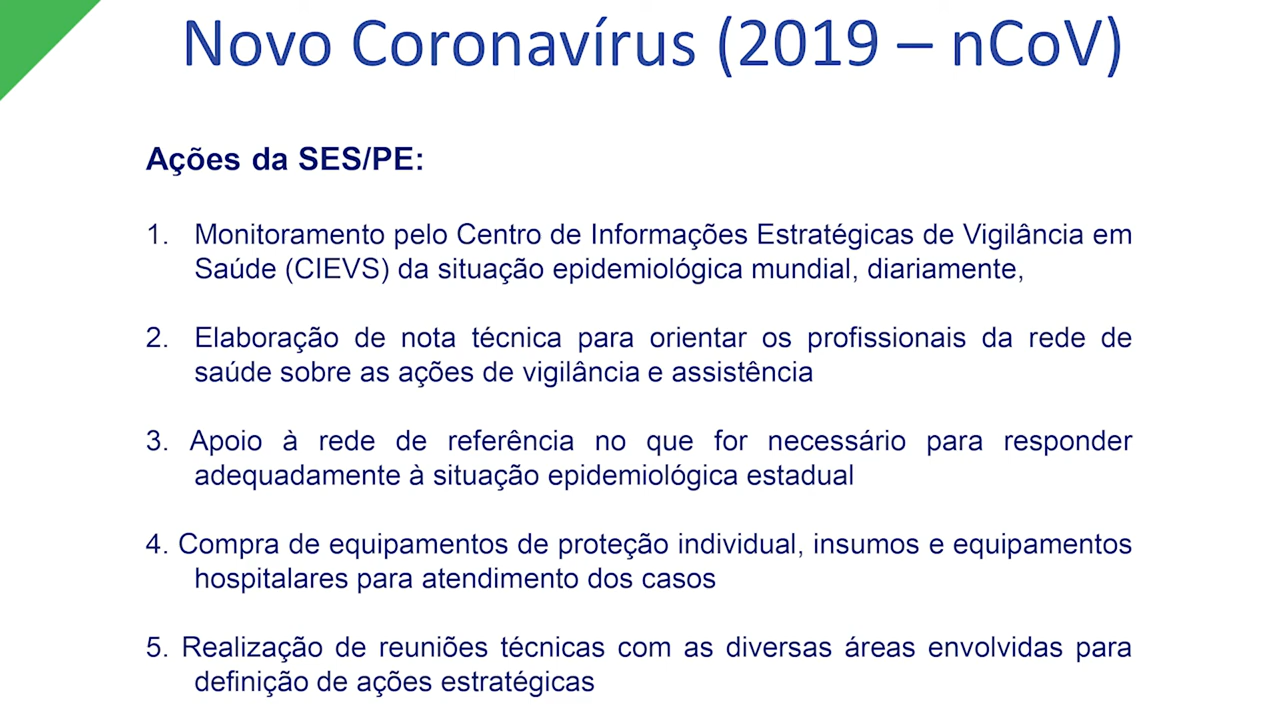 Novo Coronavírus (2019 – nCoV)
Ações da SES/PE:
1. Monitoramento pelo Centro de Informações Estratégicas de Vigilância em
Saúde (CIEVS) da situação epidemiológica mundial, diariamente,
2. Elaboração de nota técnica para orientar os profissionais da rede de
saúde sobre as ações de vigilância e assistência
3. Apoio à rede de referência no que for necessário para responder
adequadamente à situação epidemiológica estadual
4. Compra de equipamentos de proteção individual, insumos e equipamentos
hospitalares para atendimento dos casos
5. Realização de reuniões técnicas com as diversas áreas envolvidas para
definição de ações estratégicas